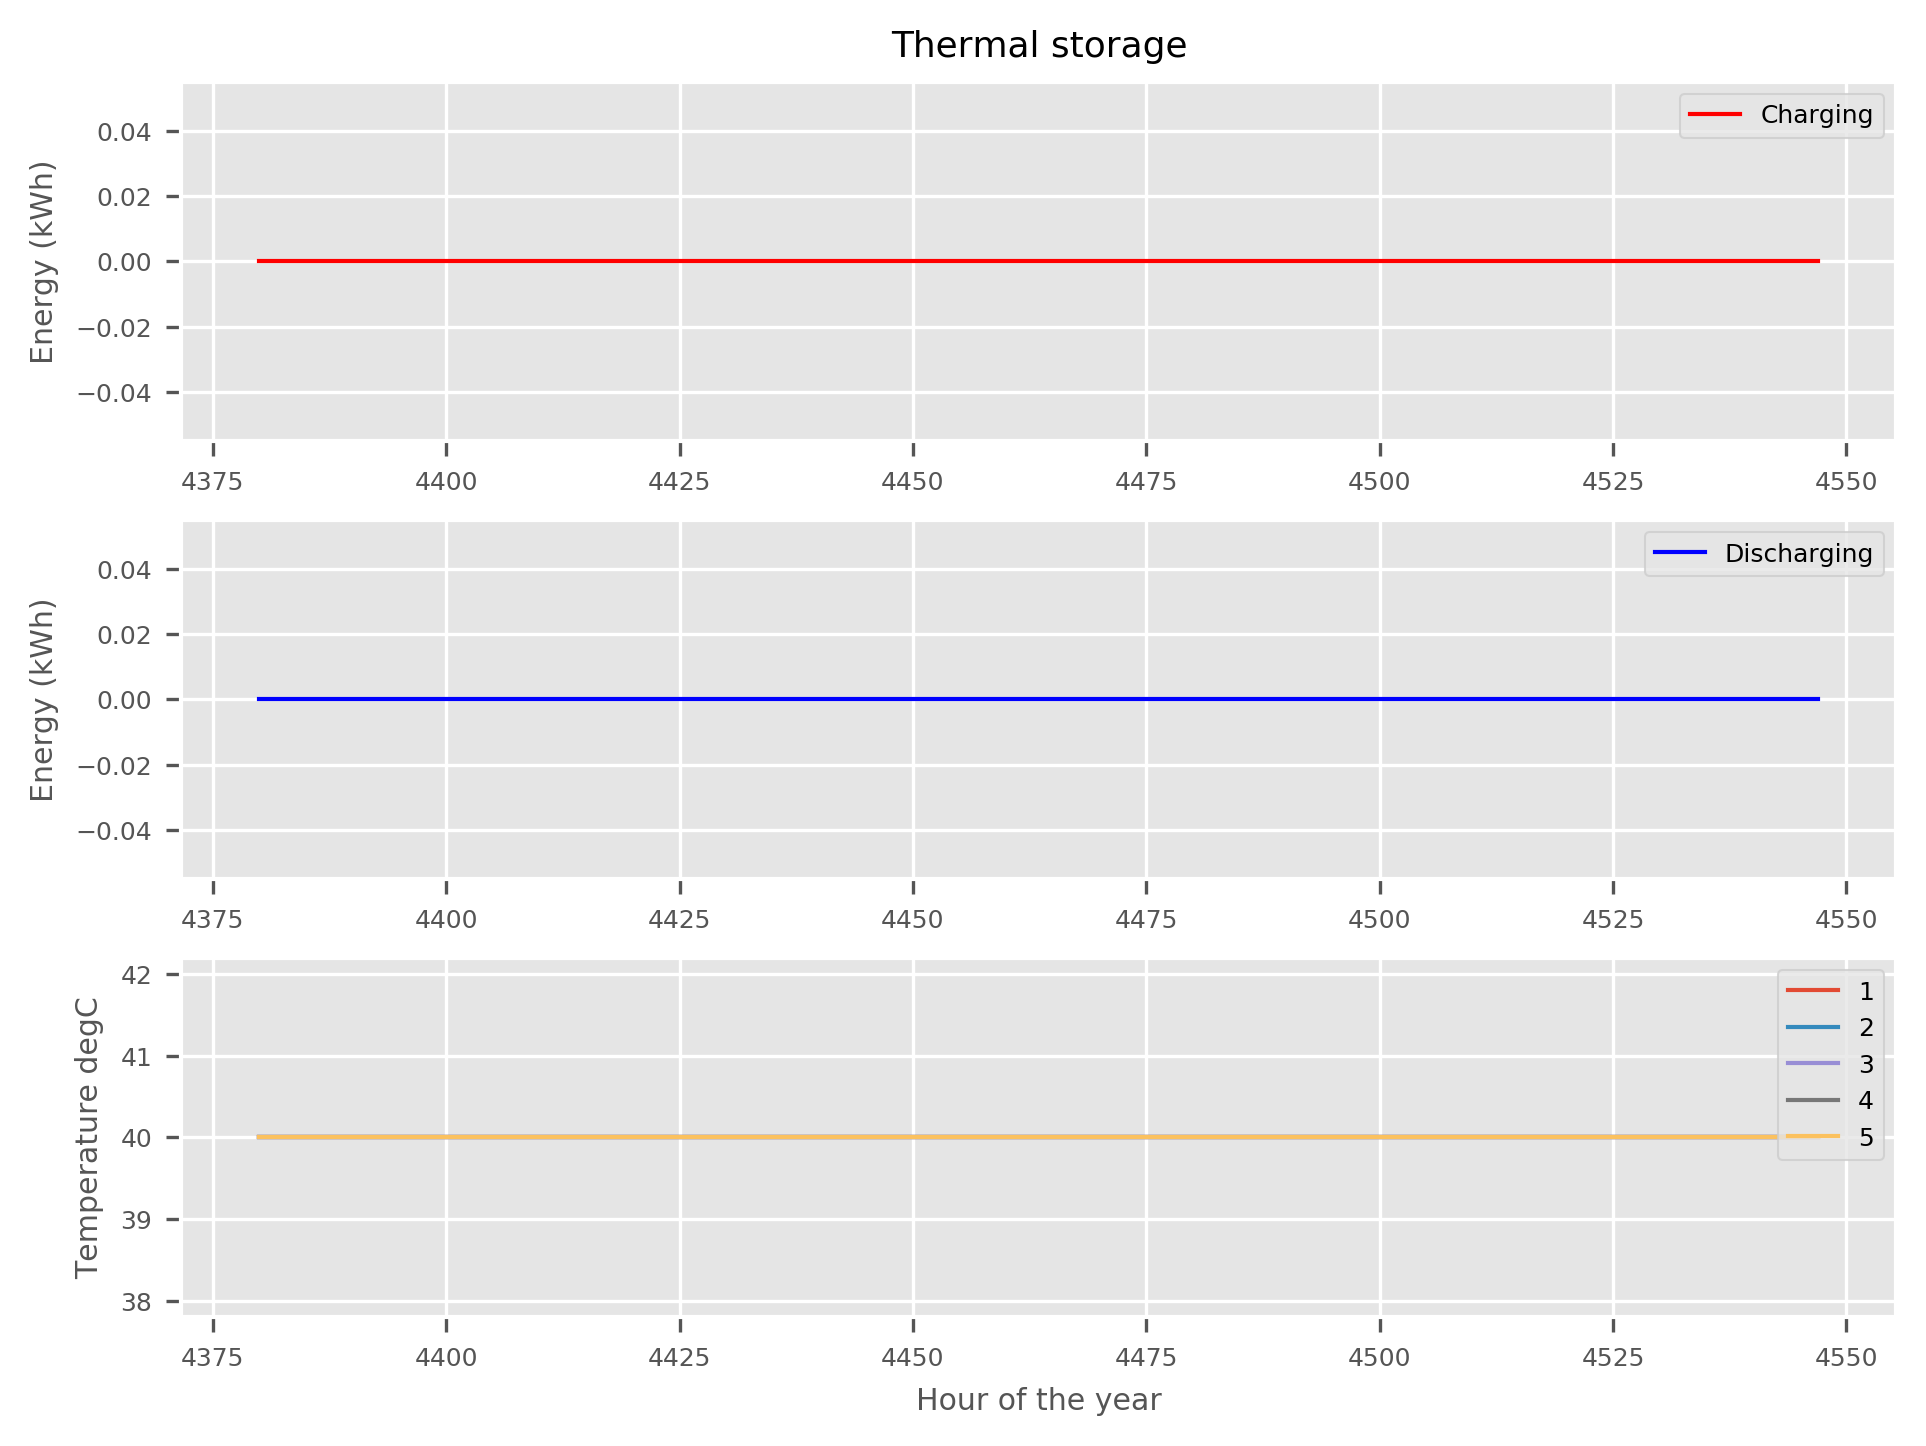 Thermal storage
Energy (kWh)
0.04
0.02
0.00
−0.02
−0.04
Charging
4375 4400 4425 4450 4475 4500 4525 4550
Energy (kWh)
0.04
0.02
0.00
−0.02
−0.04
Discharging
4375 4400 4425 4450 4475 4500 4525 4550
Temperature degC
42
41
40
39
38
1
2
3
4
5
4375 4400 4425 4450 4475 4500 4525 4550
Hour of the year